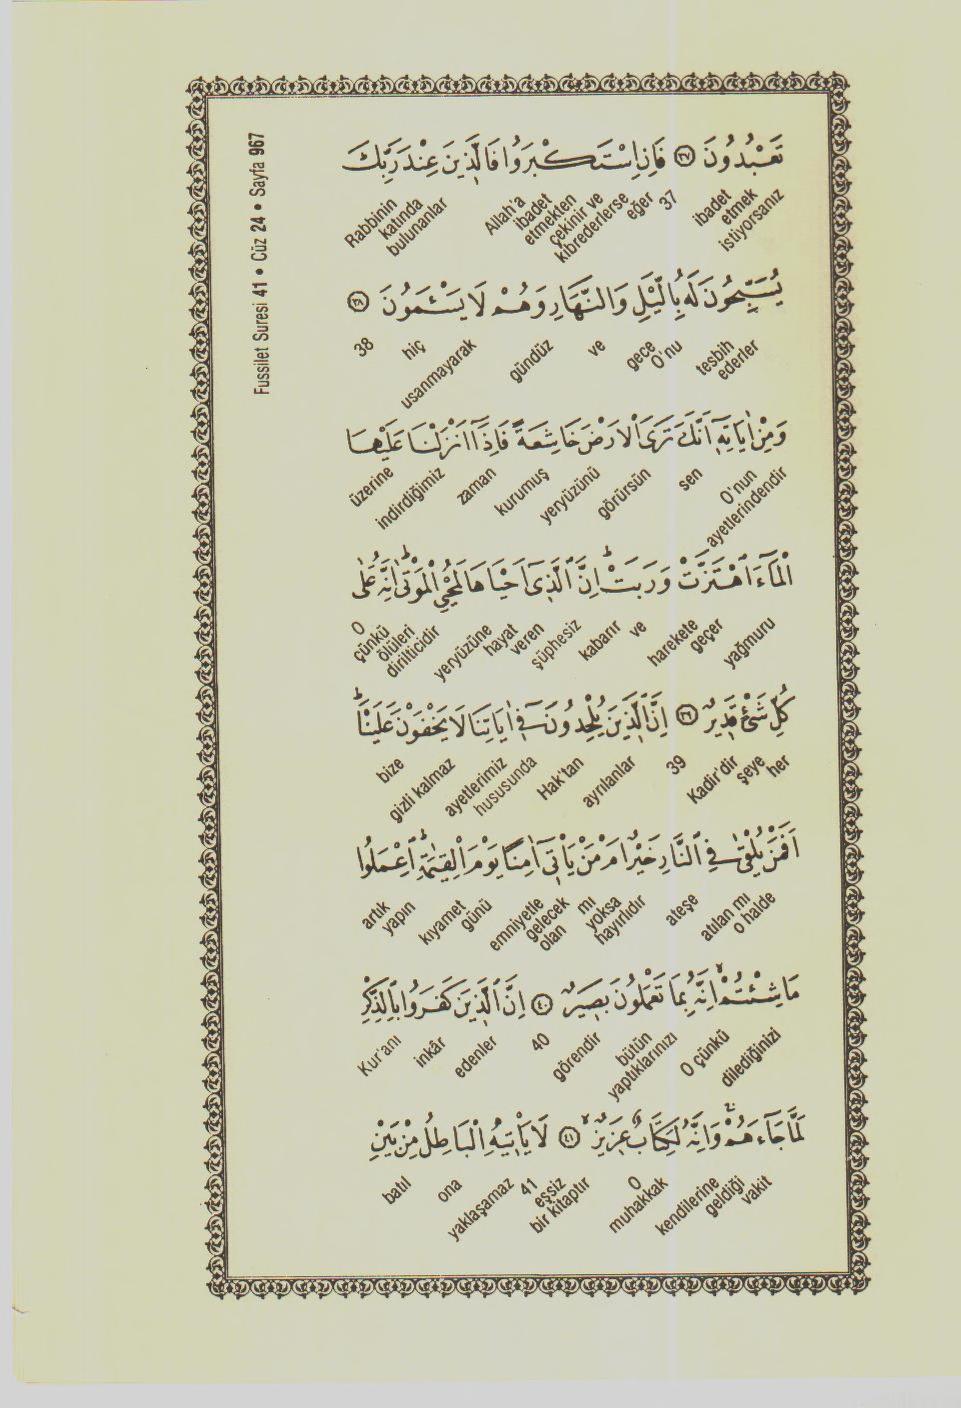 Fussilet Suresi 41 • Cüz 24 • Sayfa 967
تَعْبُدُونَ ﴿٣٧﴾ فَاِنِ اسْتَكْبَرُوا فَالَّذ۪ينَ عِنْدَ رَبِّكَ
ibadet etmek istiyorsanız 37 eğer kibrederlerse çekinir ve etmekten ibadet Allah'a bulunanlar katında Rabbinin
يُسَبِّحُونَ لَهُ بِالَّيْلِ وَالنَّهَارِ وَهُمْ لَا يَسْـَٔمُونَ ﴿٣٨﴾
tesbih ederler O'nu gece ve gündüz usanmayarak hiç 38
وَمِنْ اٰيَاتِه۪ٓ اَنَّكَ تَرَى الْاَرْضَ خَاشِعَةً فَاِذَٓا اَنْزَلْنَا عَلَيْهَا
O'nun ayetlerindendir sen görürsün yeryüzünü kurumuş zaman indirdiğimiz üzerine
الْمَٓاءَ اهْتَزَّتْ وَرَبَتْۜ اِنَّ الَّذ۪ٓي اَحْيَاهَا لَمُحْيِ الْمَوْتٰىۜ اِنَّهُ عَلٰى
yağmuru harekete geçer ve kabarır şüphesiz hayat veren yeryüzüne ölüleri dirilticidir çünkü O
كُلِّ شَيْءٍ قَد۪يرٌ ﴿٣٩﴾ اِنَّ الَّذ۪ينَ يُلْحِدُونَ ف۪ٓي اٰيَاتِنَا لَا يَخْفَوْنَ عَلَيْنَاۜ
her şeye Kadir'dir 39 ayrılanlar Hak'tan ayetlerimiz hususunda gizli kalmaz bize
اَفَمَنْ يُلْقٰى فِي النَّارِ خَيْرٌ اَمْ مَنْ يَأْت۪ٓي اٰمِنًا يَوْمَ الْقِيٰمَةِۜ اِعْمَلُوا
o halde atılan mı ateşe hayırlıdır yoksa mı emniyetle gelecek olan günü kıyamet yapın artık
مَا شِئْتُمْۙ اِنَّهُ بِمَا تَعْمَلُونَ بَص۪يرٌ ﴿٤٠﴾ اِنَّ الَّذ۪ينَ كَفَرُوا بِالذِّكْرِ
dilediğinizi O çünkü bütün yaptıklarınızı görendir 40 edenler inkâr Kur'anı
لَمَّا جَٓاءَهُمْۚ وَاِنَّهُ لَكِتَابٌ عَز۪يزٌۙ ﴿٤١﴾ لَا يَأْت۪يهِ الْبَاطِلُ مِنْ بَيْنِ
vakit geldiği kendilerine muhakkak O eşsiz bir kitaptır 41 yaklaşamaz ona batıl